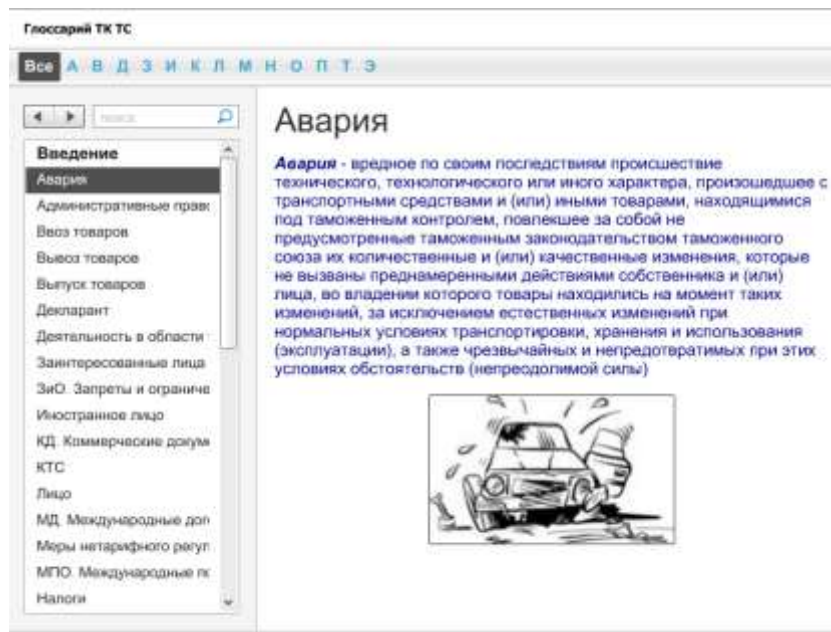 Глоссарий ТК ТС
Все А В Д З И К Л М Н О П Т Э
поиск
Введение
Авария
Административные право
Ввоз товаров
Вывоз товаров
Выпуск товаров
Декларант
Деятельность в области
Заинтересованные лица
ЗиО. Запреты и ограниче
Иностранное лицо
КД. Коммерческие докум
КТС
Лицо
МД. Международные дог
Меры нетарифного регул
МПО. Международные по
Налоги
Авария
Авария - вредное по своим последствиям происшествие
технического, технологического или иного характера, произошедшее с
транспортными средствами и (или) иными товарами, находящимися
под таможенным контролем, повлекшее за собой не
предусмотренные таможенным законодательством таможенного
союза их количественные и (или) качественные изменения, которые
не вызваны преднамеренными действиями собственника и (или)
лица, во владении которого товары находились на момент таких
изменений, за исключением естественных изменений при
нормальных условиях транспортировки, хранения и использования
(эксплуатации), а также чрезвычайных и непредотвратимых при этих
условиях обстоятельств (непреодолимой силы)